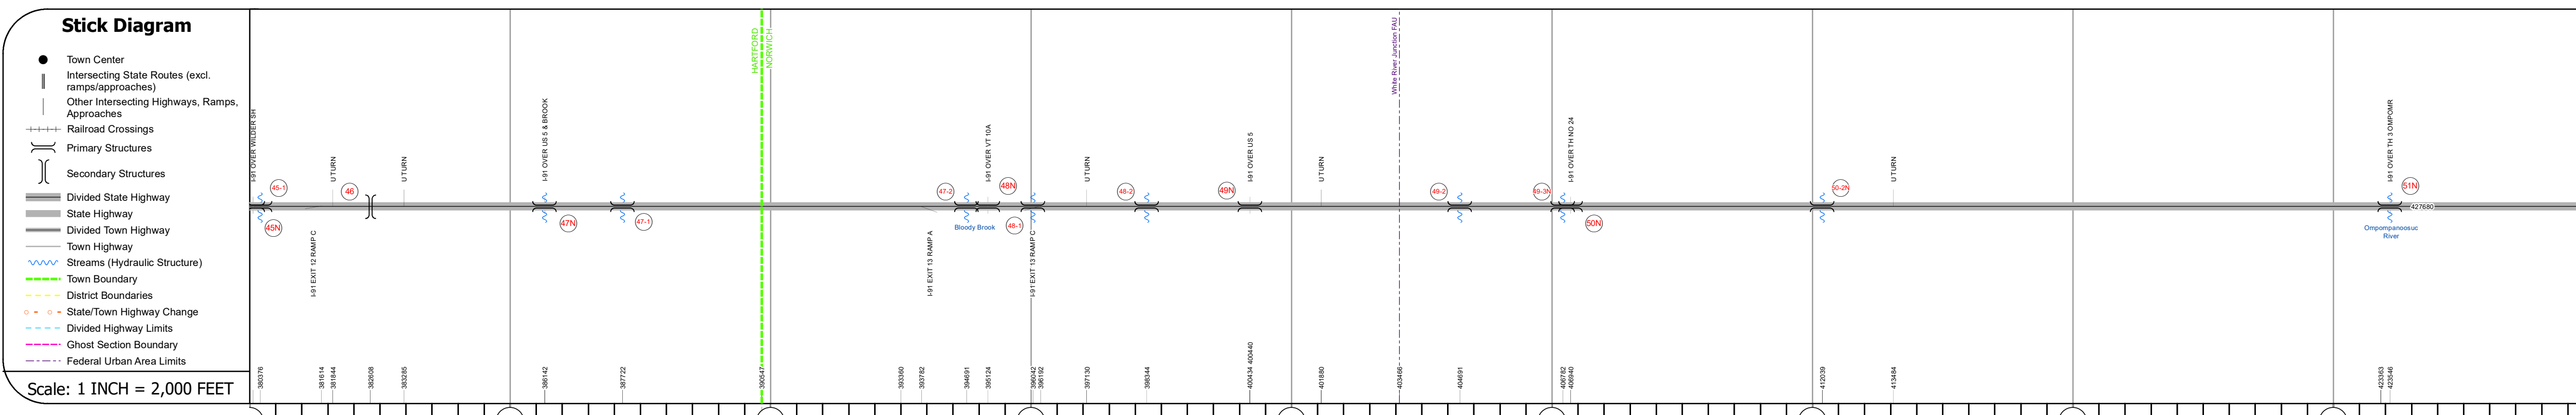 Stick Diagram
Town Center
Intersecting State Routes (excl.
ramps/approaches)
Other Intersecting Highways, Ramps,
Approaches
Railroad Crossings
Primary Structures
Secondary Structures
Divided State Highway
State Highway
Divided Town Highway
Town Highway
Streams (Hydraulic Structure)
Town Boundary
District Boundaries
State/Town Highway Change
Divided Highway Limits
Ghost Section Boundary
Federal Urban Area Limits
Scale: 1 INCH = 2,000 FEET
HARTFORD
NORWICH
White River Junction FAU
I-91 OVER WILDER SH
U TURN
U TURN
I-91 OVER US 5 & BROOK
I-91 OVER VT 10A
U TURN
I-91 OVER US 5
U TURN
I-91 OVER TH NO 24
U TURN
I-91 OVER TH 3 OMPOMR
45-1
46
47-2
48N
48-2
49N
49-2
49-3N
50-2N
51N
427680
45N
47N
47-1
Bloody Brook
48-1
50N
Ompompanoosuc
River
I-91 EXIT 12 RAMP C
I-91 EXIT 13 RAMP A
I-91 EXIT 13 RAMP C
380376
381614
381844
382608
383285
386142
387722
390547
393360
393782
394691
395124
396042
396192
397130
398344
400434 400440
401880
403466
404691
406782
406940
412039
413484
423363
423546